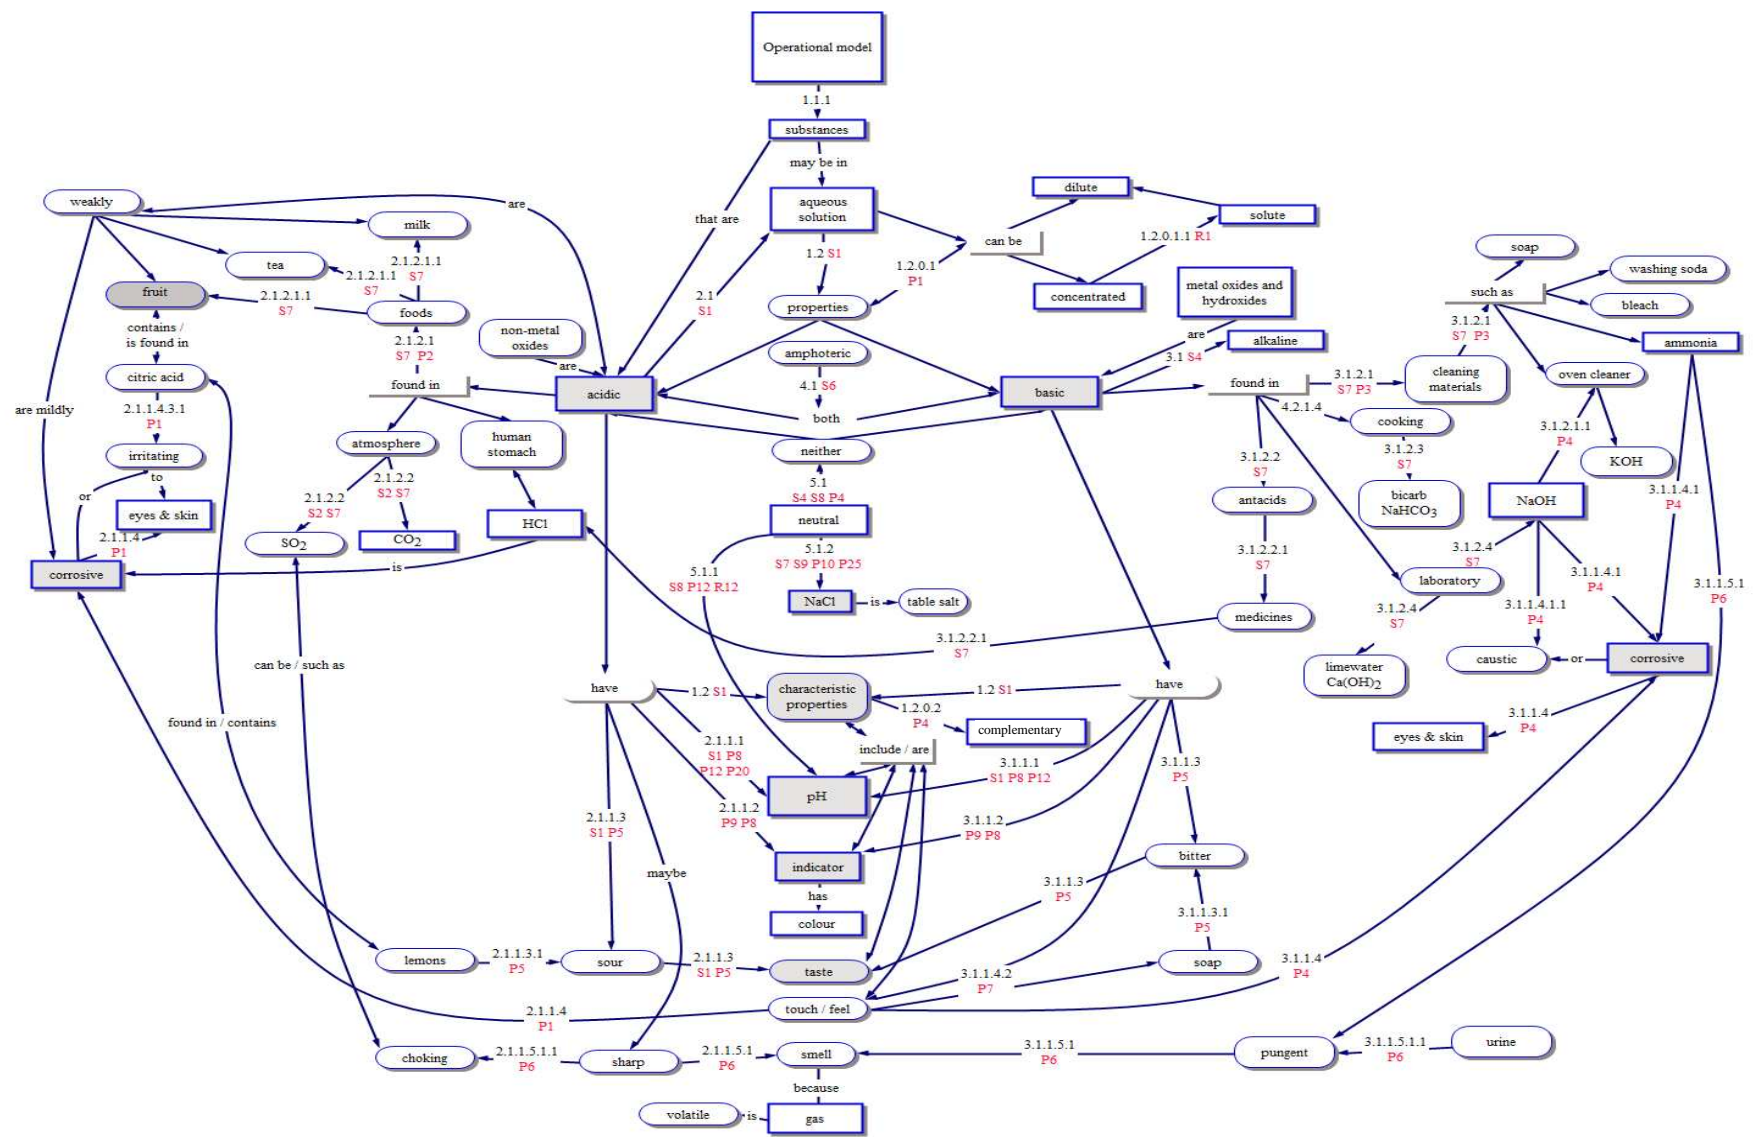 Operational model
1.1.1
substances
may be in
aqueous
solution
that are
1.2 S1
2.1
S1
properties
1.2.0.1
P1
can be
dilute
solute
1.2.0.1.1 R1
concentrated
weakly
are
milk
tea
2.1.2.1.1
S7
2.1.2.1.1
S7
fruit
2.1.2.1.1
S7
foods
contains /
is found in
2.1.2.1
S7 P2
non-metal
oxides
are
citric acid
found in
acidic
are mildly
2.1.1.4.3.1
P1
irritating
to
or
eyes & skin
2.1.1.4
P1
corrosive
is
atmosphere
human
stomach
2.1.2.2
S2 S7
2.1.2.2
S2 S7
SO2
CO2
HCl
amphoteric
4.1 S6
both
neither
5.1
S4 S8 P4
neutral
5.1.2
S7 S9 P10 P25
5.1.1
S8 P12 R12
NaCl
is
table salt
metal oxides and
hydroxides
are
3.1 S4
alkaline
basic
found in
3.1.2.1
S7 P3
cleaning
materials
3.1.2.1
S7 P3
such as
soap
washing soda
bleach
ammonia
oven cleaner
KOH
4.2.1.4
cooking
3.1.2.3
S7
bicarb
NaHCO3
3.1.2.2
S7
antacids
3.1.2.2.1
S7
medicines
3.1.2.2.1
S7
3.1.2.1.1
P4
NaOH
3.1.2.4
S7
laboratory
3.1.2.4
S7
limewater
Ca(OH)2
3.1.1.4.1
P4
3.1.1.4.1
P4
3.1.1.4.1.1
P4
3.1.1.5.1
P6
caustic
or
corrosive
3.1.1.4
P4
eyes & skin
can be / such as
found in / contains
have
1.2 S1
characteristic
properties
1.2 S1
have
1.2.0.2
P4
complementary
include / are
2.1.1.1
S1 P8
P12 P20
pH
3.1.1.1
S1 P8 P12
2.1.1.2
P9 P8
3.1.1.2
P9 P8
3.1.1.3
P5
indicator
has
colour
2.1.1.3
S1 P5
maybe
bitter
3.1.1.3
P5
3.1.1.3.1
P5
soap
lemons
2.1.1.3.1
P5
sour
2.1.1.3
S1 P5
taste
3.1.1.4.2
P7
3.1.1.4
P4
touch / feel
2.1.1.4
P1
choking
2.1.1.5.1.1
P6
sharp
2.1.1.5.1
P6
smell
3.1.1.5.1
P6
pungent
3.1.1.5.1.1
P6
urine
because
volatile
is
gas